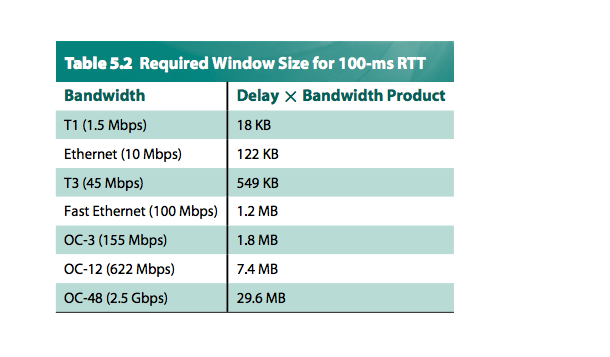 Table 5.2 Required Window Size for 100-ms RTT
Bandwidth Delay × Bandwidth Product
T1 (1.5 Mbps) 18 KB
Ethernet (10 Mbps) 122 KB
T3 (45 Mbps) 549 KB
Fast Ethernet (100 Mbps) 1.2 MB
OC-3 (155 Mbps) 1.8 MB
OC-12 (622 Mbps) 7.4 MB
OC-48 (2.5 Gbps) 29.6 MB